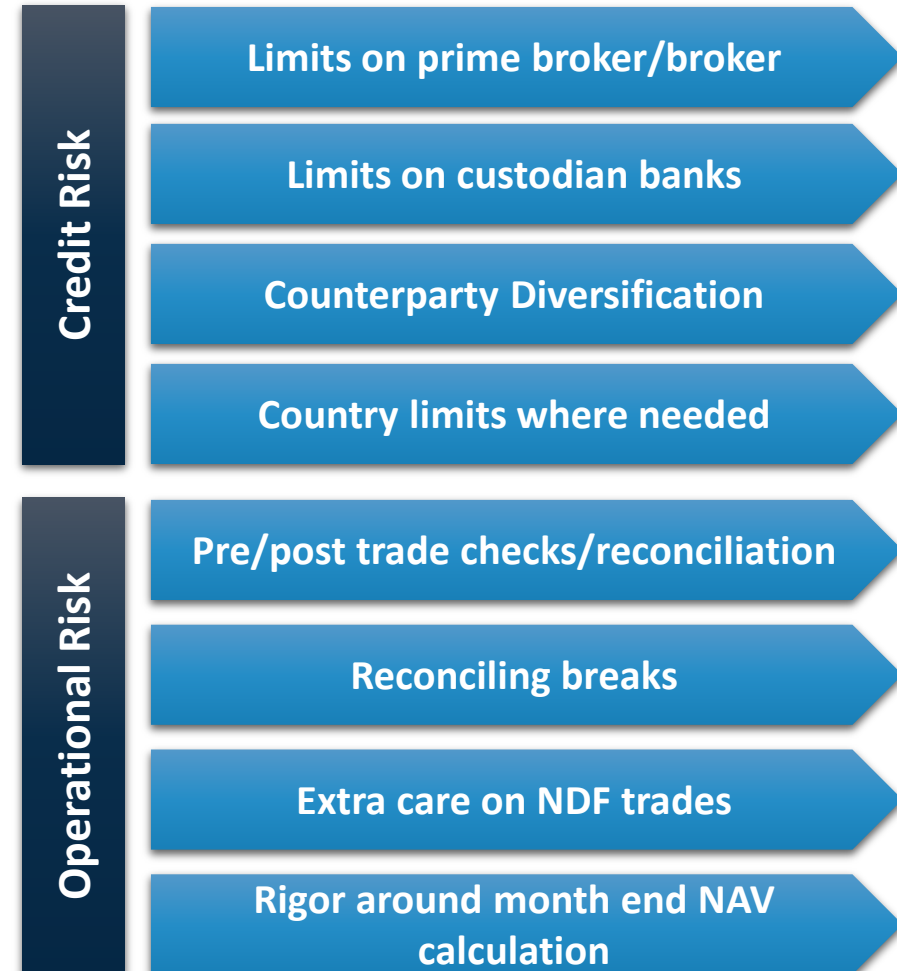 Credit Risk
Limits on prime broker/broker
Limits on custodian banks
Counterparty Diversification
Country limits where needed
Operational Risk
Pre/post trade checks/reconciliation
Reconciling breaks
Extra care on NDF trades
Rigor around month end NAV
calculation